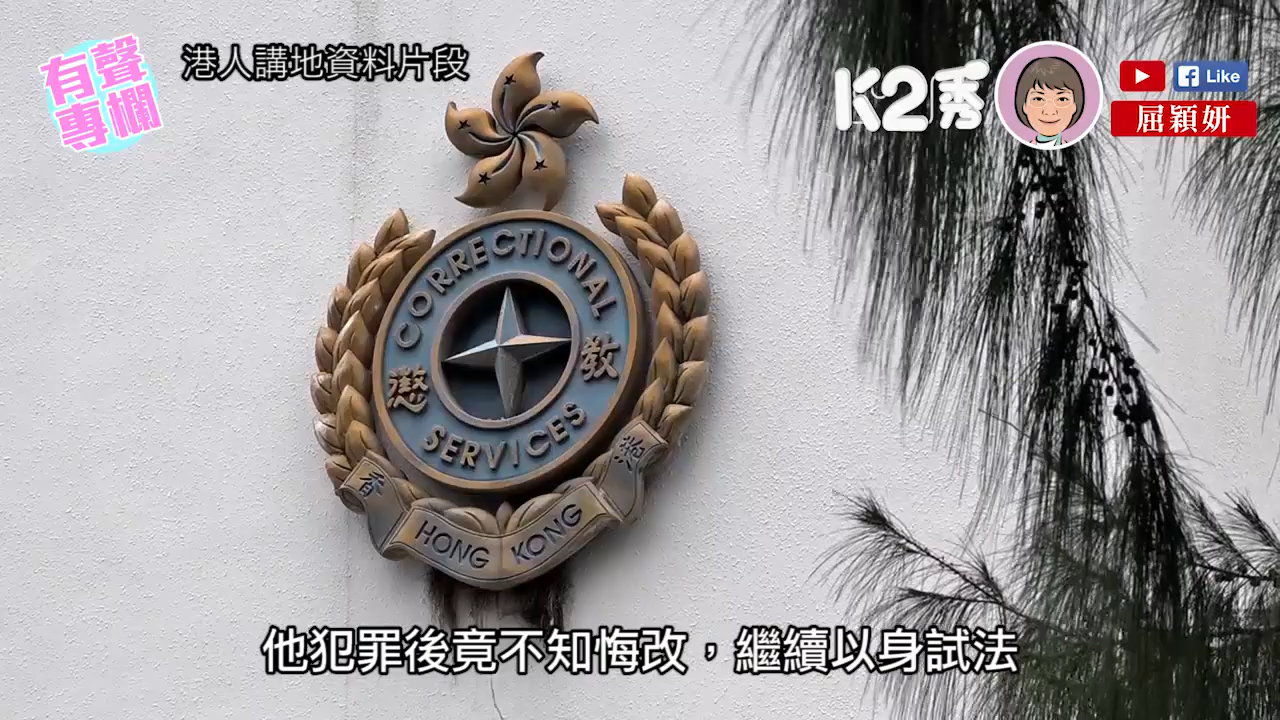 有聲
專欄
港人講地資料片段
K2秀
Like
屈穎妍
CORRECTIONAL
懲 教
SERVICES
香 HONG KONG 港
他犯罪後竟不知悔改，繼續以身試法